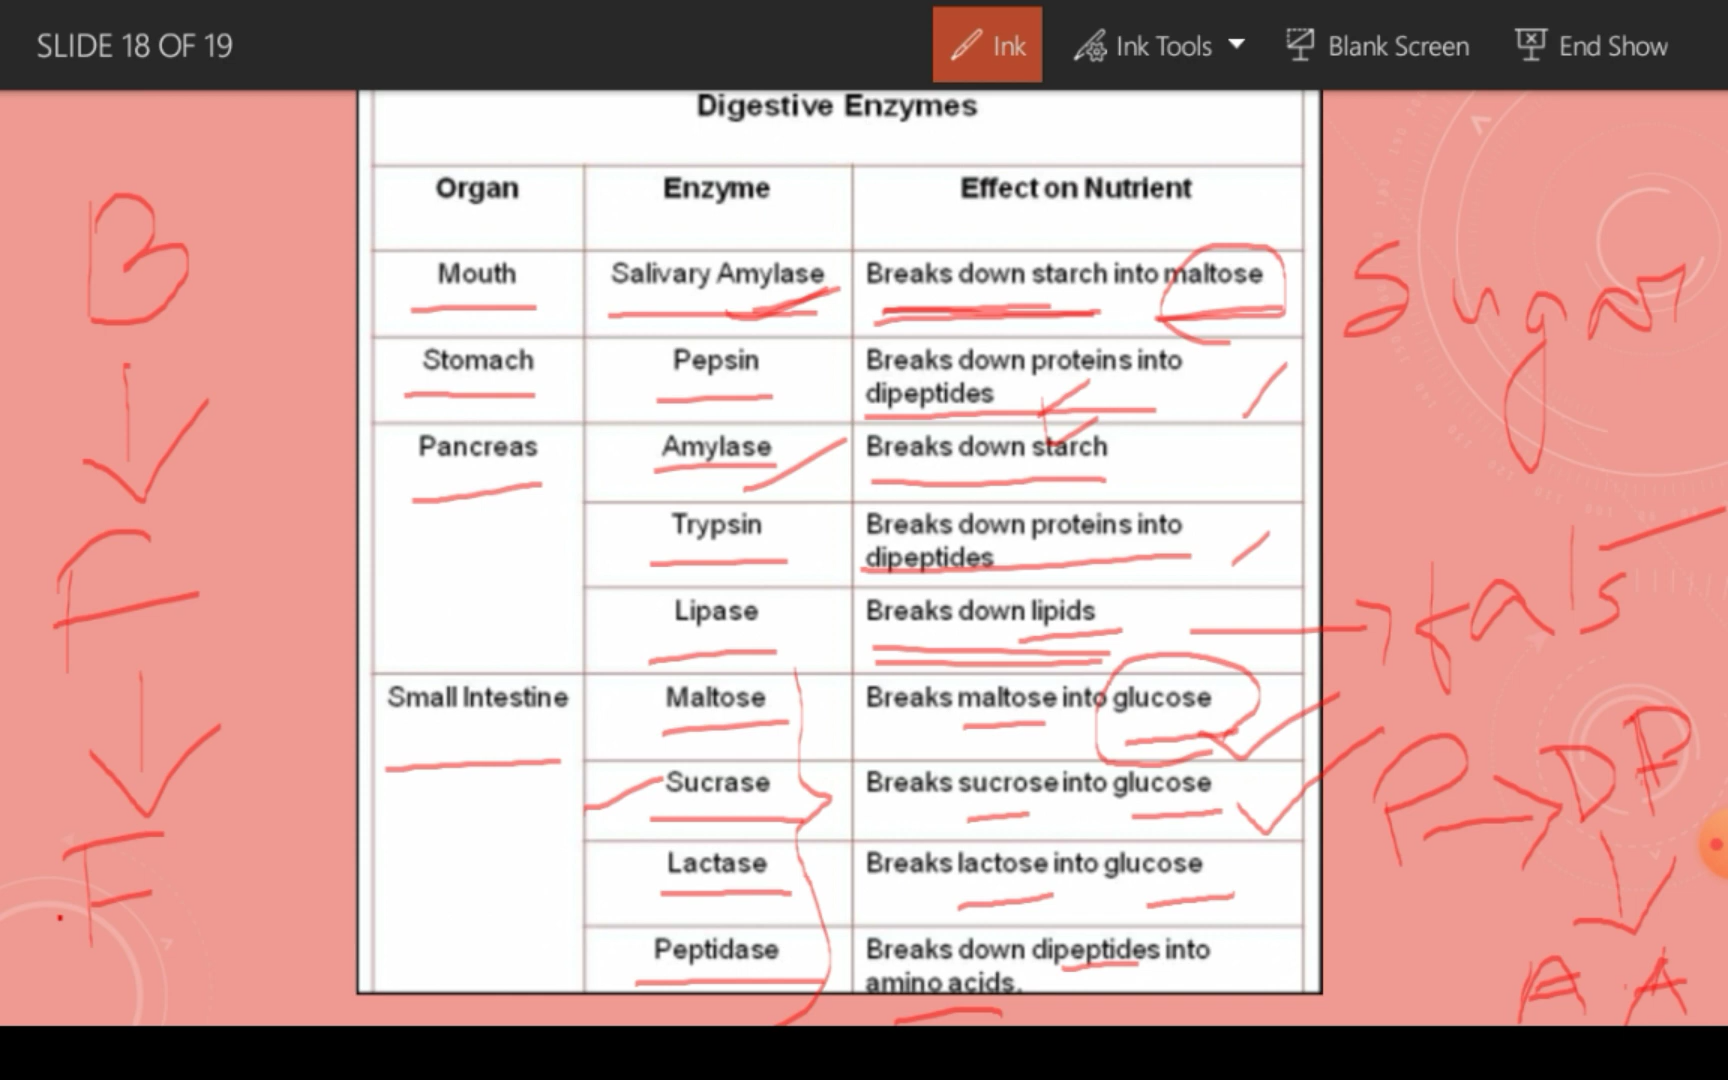 SLIDE 18 OF 19
Ink
Ink Tools
Blank Screen
End Show
Digestive Enzymes
Organ Enzyme Effect on Nutrient
Mouth Salivary Amylase Breaks down starch into maltose
Stomach Pepsin Breaks down proteins into
dipeptides
Pancreas Amylase Breaks down starch
Trypsin Breaks down proteins into
dipeptides
Lipase Breaks down lipids
Small Intestine Maltose Breaks maltose into glucose
Sucrase Breaks sucrose into glucose
Lactase Breaks lactose into glucose
Peptidase Breaks down dipeptides into
amino acids.
B
F
Sugar
fats
P → DP
AA